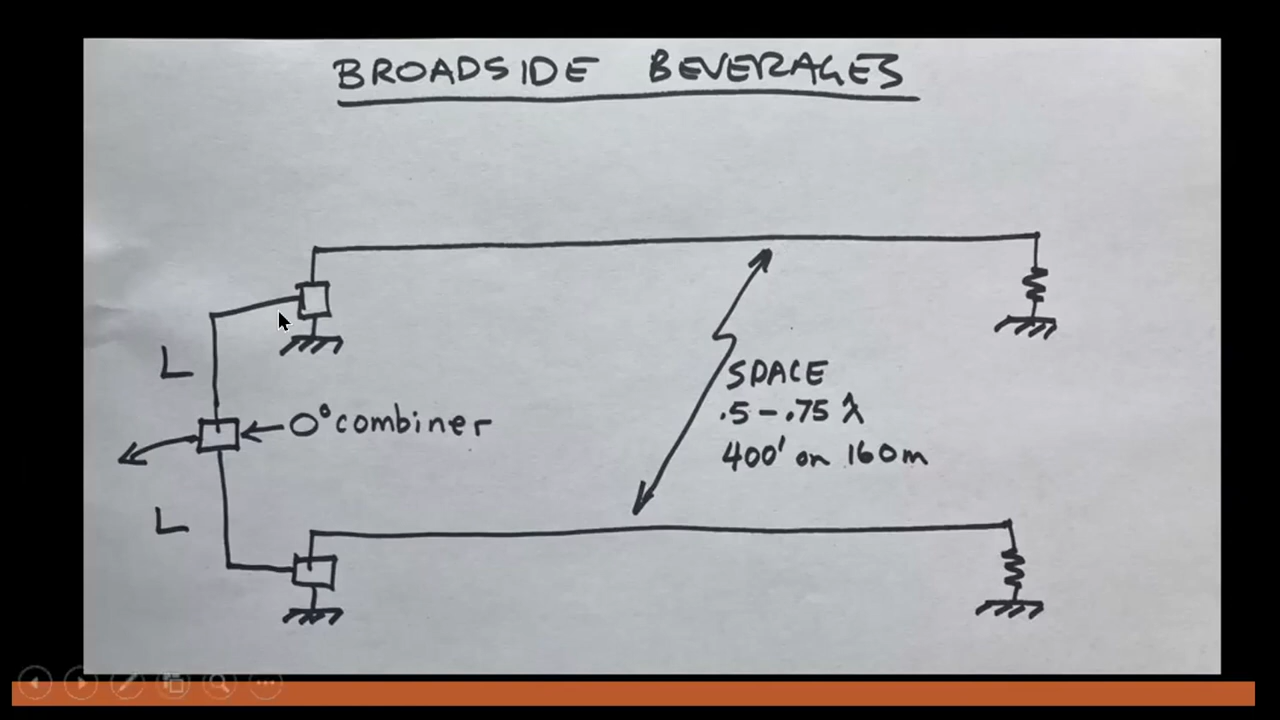 BROADSIDE BEVERAGES
L
0° combiner
SPACE
.5 - .75 λ
400' on 160m
L